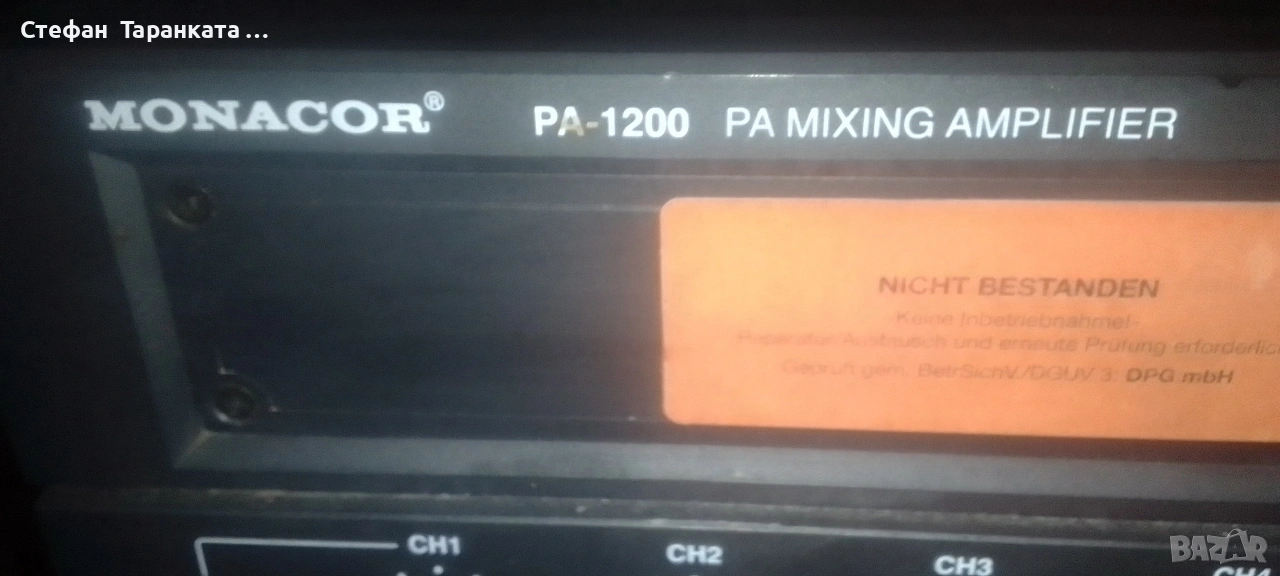 Стефан Таранката ...
MONACOR® PA-1200 PA MIXING AMPLIFIER
NICHT BESTANDEN
-Keine Inbetriebnahme!-
Reparatur/Austausch und erneute Prüfung
Geprüft gem. BetrSichV./DGUV 3: DPG mbH
CH1 CH2 CH3 CH4
BAZAR